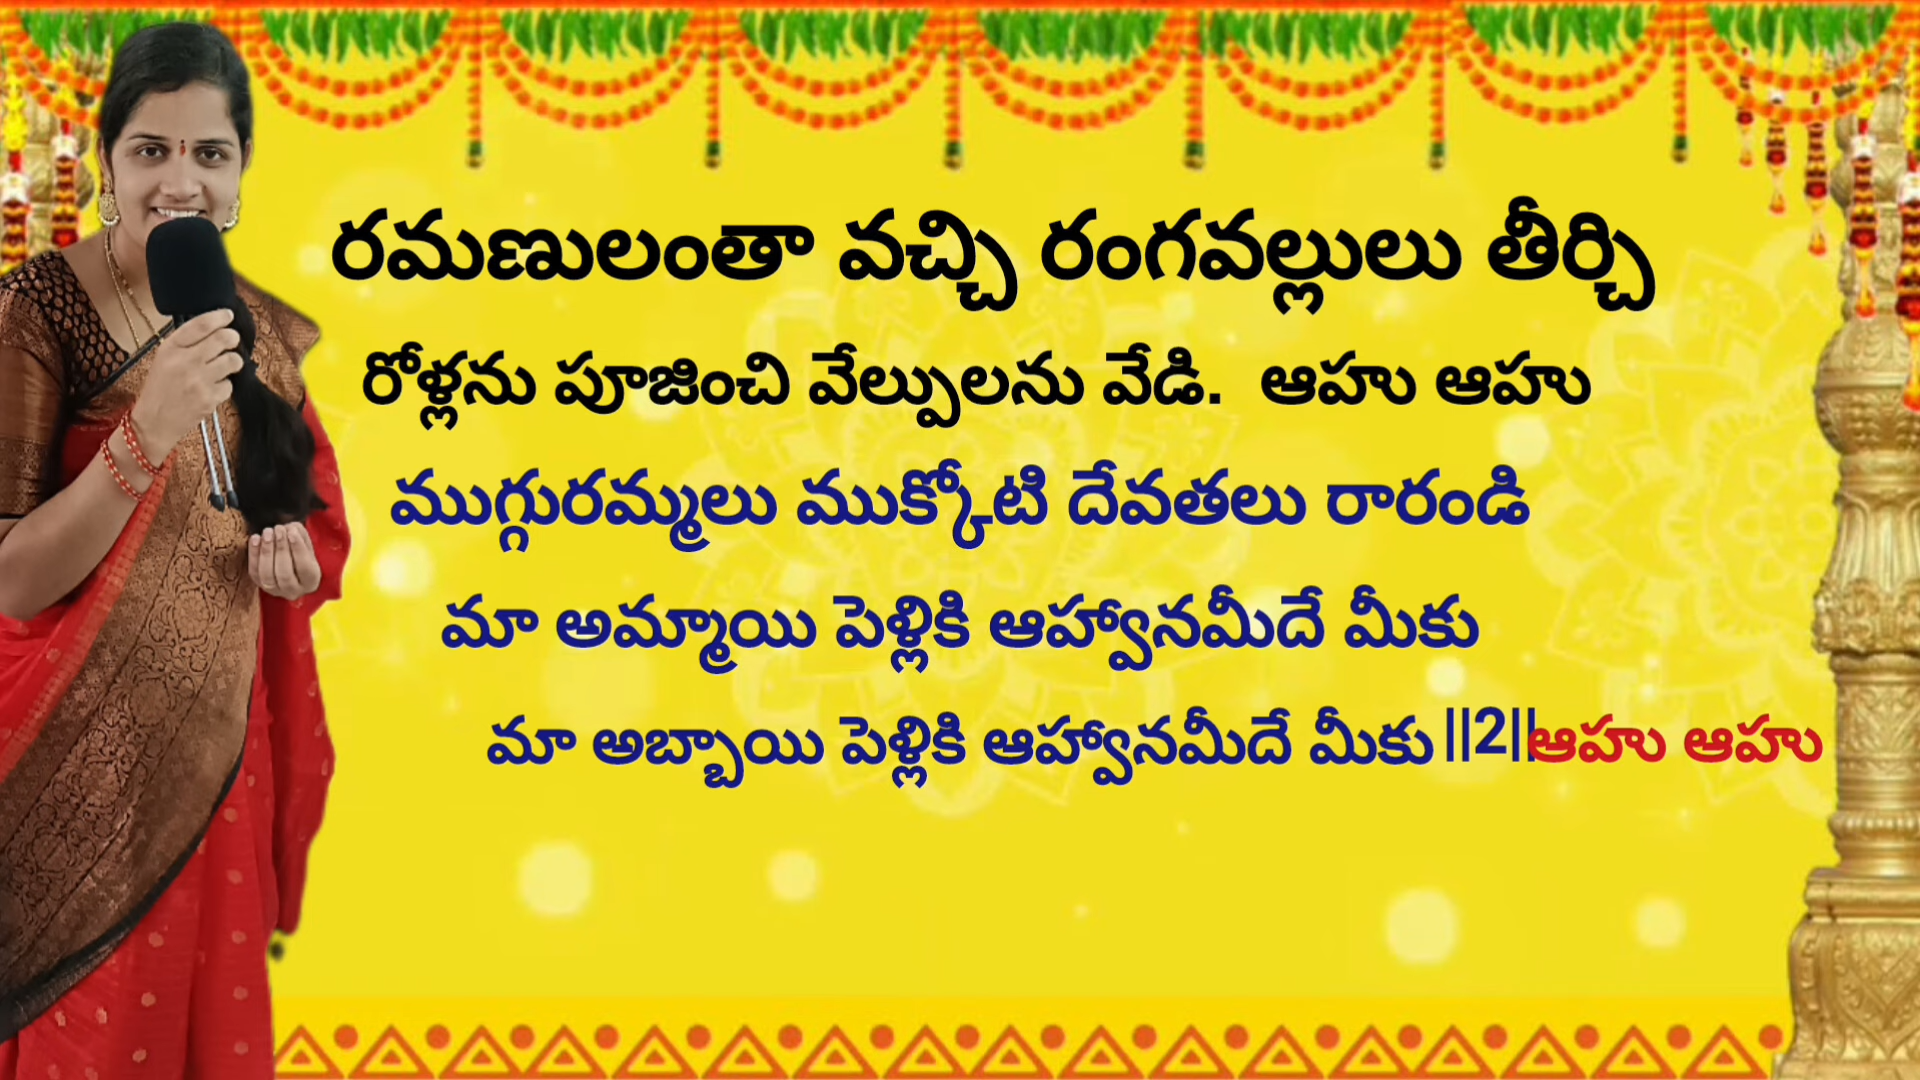 రమణులంతా వచ్చి రంగవల్లులు తీర్చి
రోళ్లను పూజించి వేల్పులను వేడి.  ఆహు ఆహు
ముగ్గురమ్మలు ముక్కోటి దేవతలు రారండి
మా అమ్మాయి పెళ్లికి ఆహ్వానమీదే మీకు
మా అబ్బాయి పెళ్లికి ఆహ్వానమీదే మీకు ||2|| ఆహు ఆహు